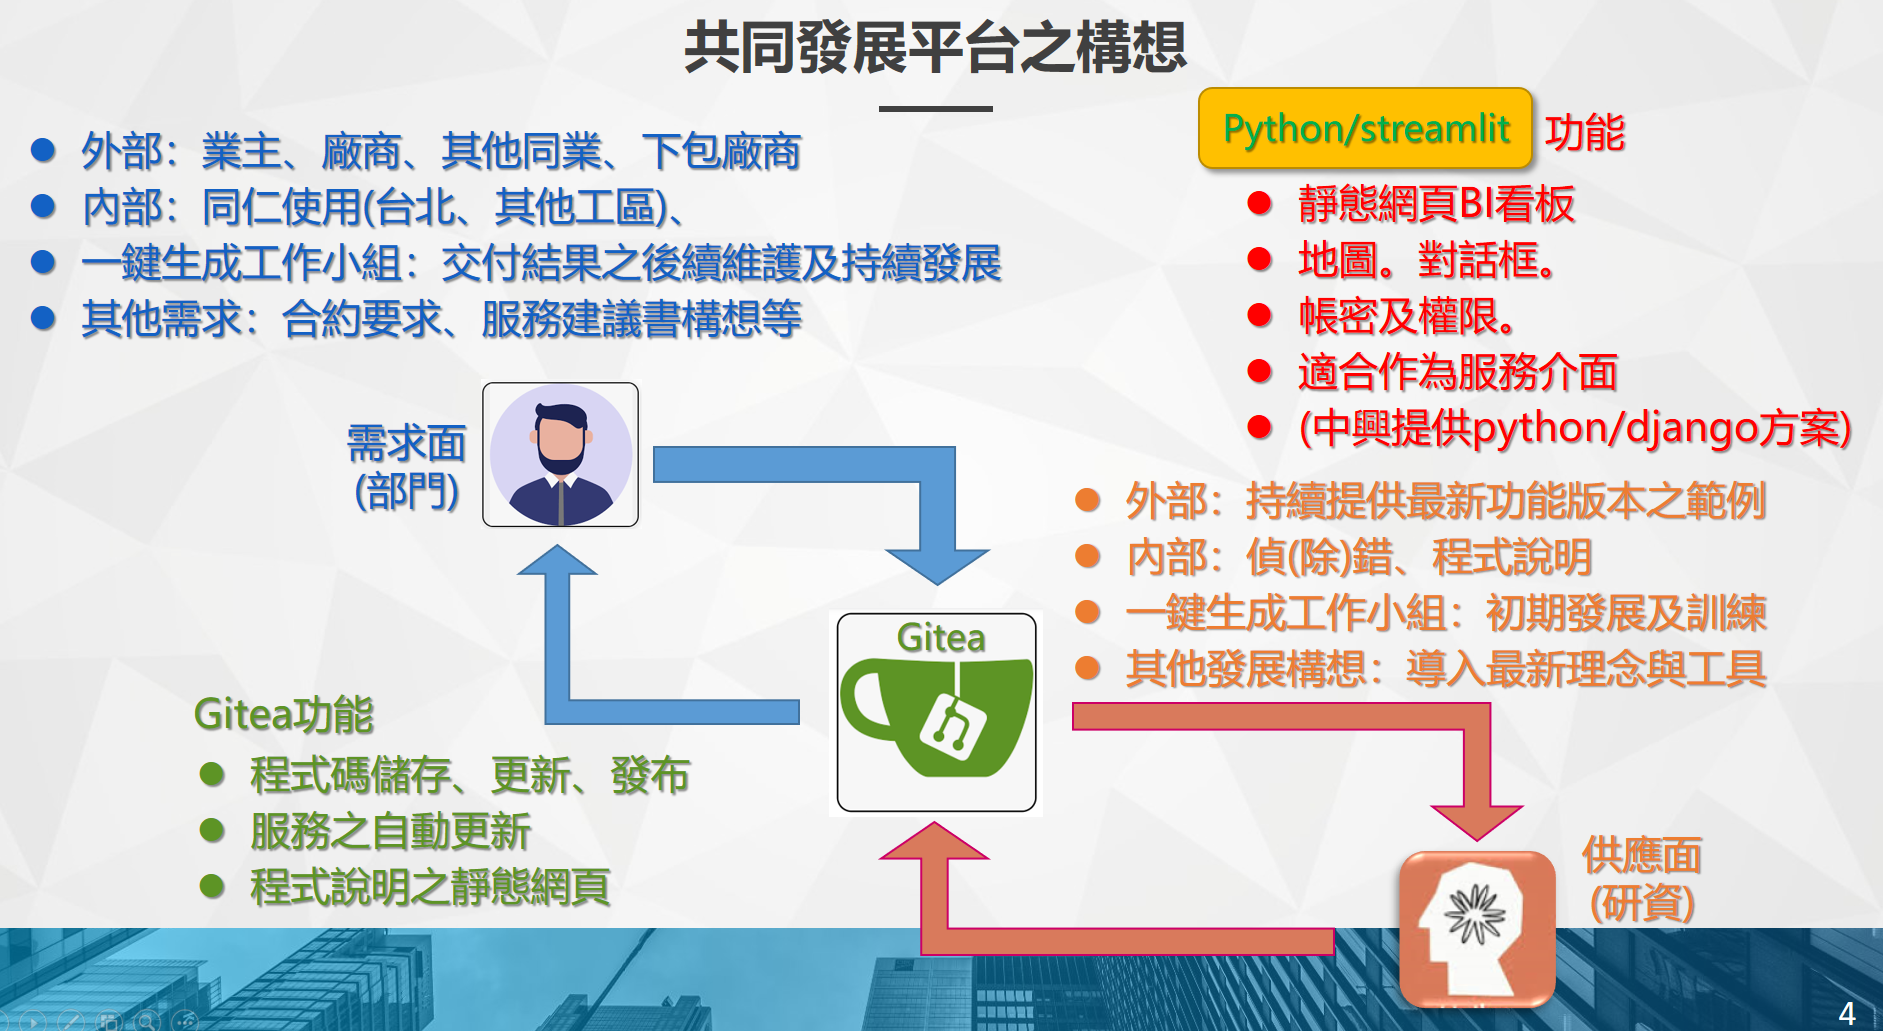 共同發展平台之構想
外部：業主、廠商、其他同業、下包廠商
內部：同仁使用(台北、其他工區)、
一鍵生成工作小組：交付結果之後續維護及持續發展
其他需求：合約要求、服務建議書構想等
Python/streamlit 功能
靜態網頁BI看板
地圖。對話框。
帳密及權限。
適合作為服務介面
(中興提供python/django方案)
需求面
(部門)
外部：持續提供最新功能版本之範例
內部：偵(除)錯、程式說明
一鍵生成工作小組：初期發展及訓練
其他發展構想：導入最新理念與工具
Gitea
Gitea功能
程式碼儲存、更新、發布
服務之自動更新
程式說明之靜態網頁
供應面
(研資)
4